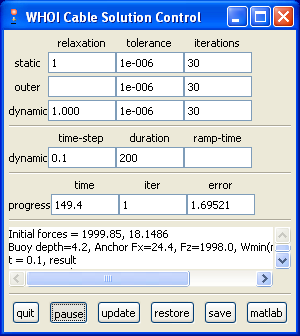 WHOI Cable Solution Control
relaxation tolerance iterations
static 1 1e-006 30
outer 1e-006 30
dynamic 1.000 1e-006 30
time-step duration ramp-time
dynamic 0.1 200
time iter error
progress 149.4 1 1.69521
Initial forces = 1999.85, 18.1486
Buoy depth=4.2, Anchor Fx=24.4, Fz=1998.0, Wmin(r
t = 0.1, result
quit pause update restore save matlab